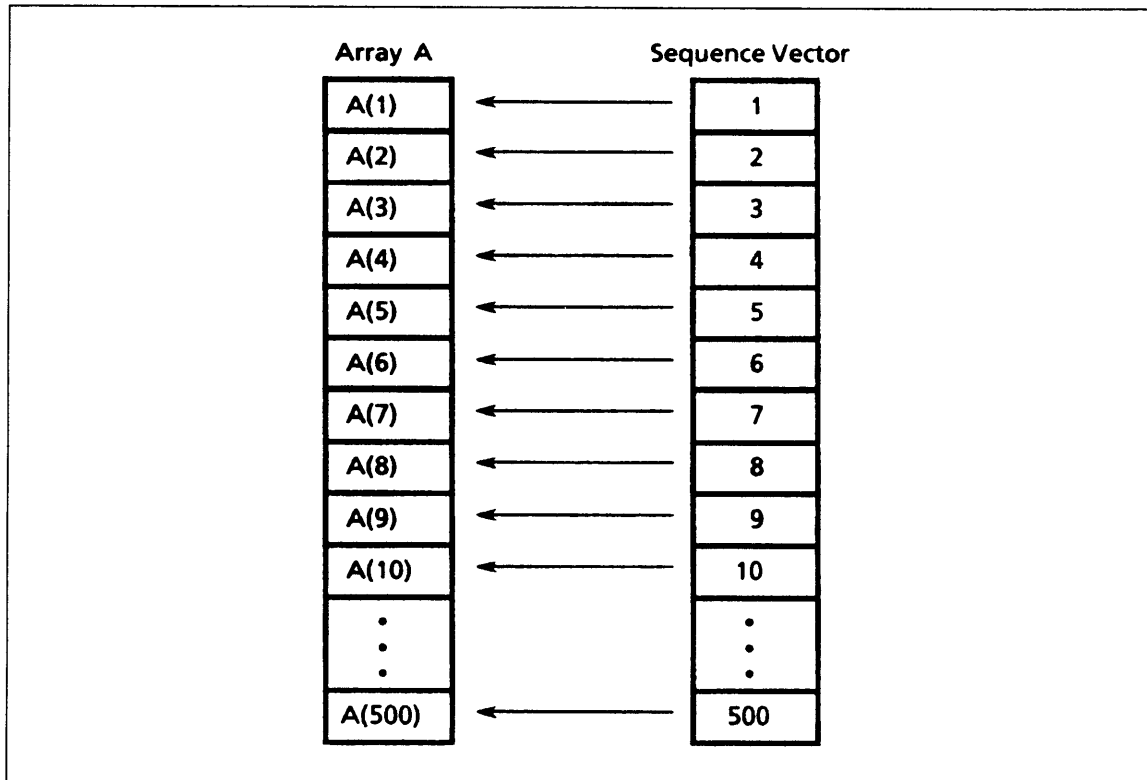 Array A Sequence Vector
A(1) 1
A(2) 2
A(3) 3
A(4) 4
A(5) 5
A(6) 6
A(7) 7
A(8) 8
A(9) 9
A(10) 10
A(500) 500